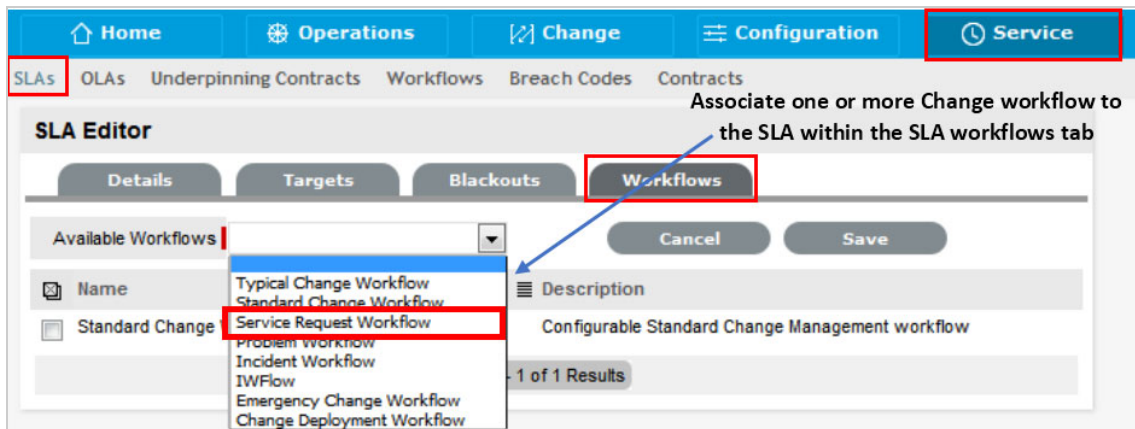 Home Operations Change Configuration Service
SLAs OLAs Underpinning Contracts Workflows Breach Codes Contracts
Associate one or more Change workflow to
the SLA within the SLA workflows tab
SLA Editor
Details Targets Blackouts Workflows
Available Workflows Cancel Save
Name Description
Typical Change Workflow
Standard Change Workflow
Service Request Workflow
Problem Workflow
Incident Workflow
IWFlow
Emergency Change Workflow
Change Deployment Workflow
Standard Change Configurable Standard Change Management workflow
1 of 1 Results